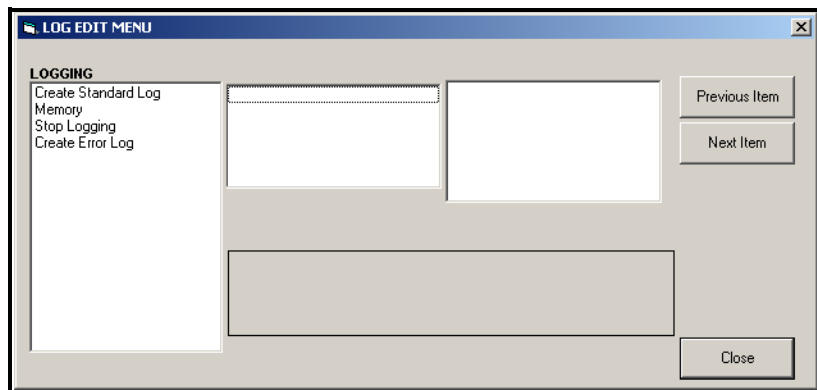 LOG EDIT MENU
LOGGING
Create Standard Log
Memory
Stop Logging
Create Error Log
Previous Item
Next Item
Close